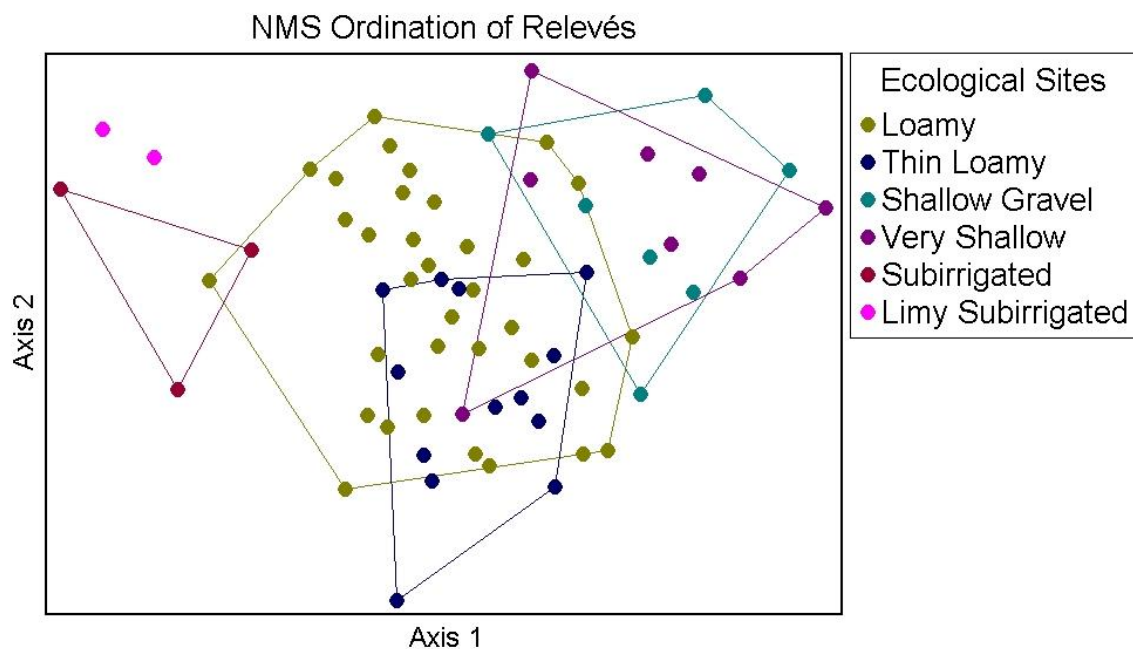 NMS Ordination of Relevés
Ecological Sites
Loamy
Thin Loamy
Shallow Gravel
Very Shallow
Subirrigated
Limy Subirrigated
Axis 2
Axis 1